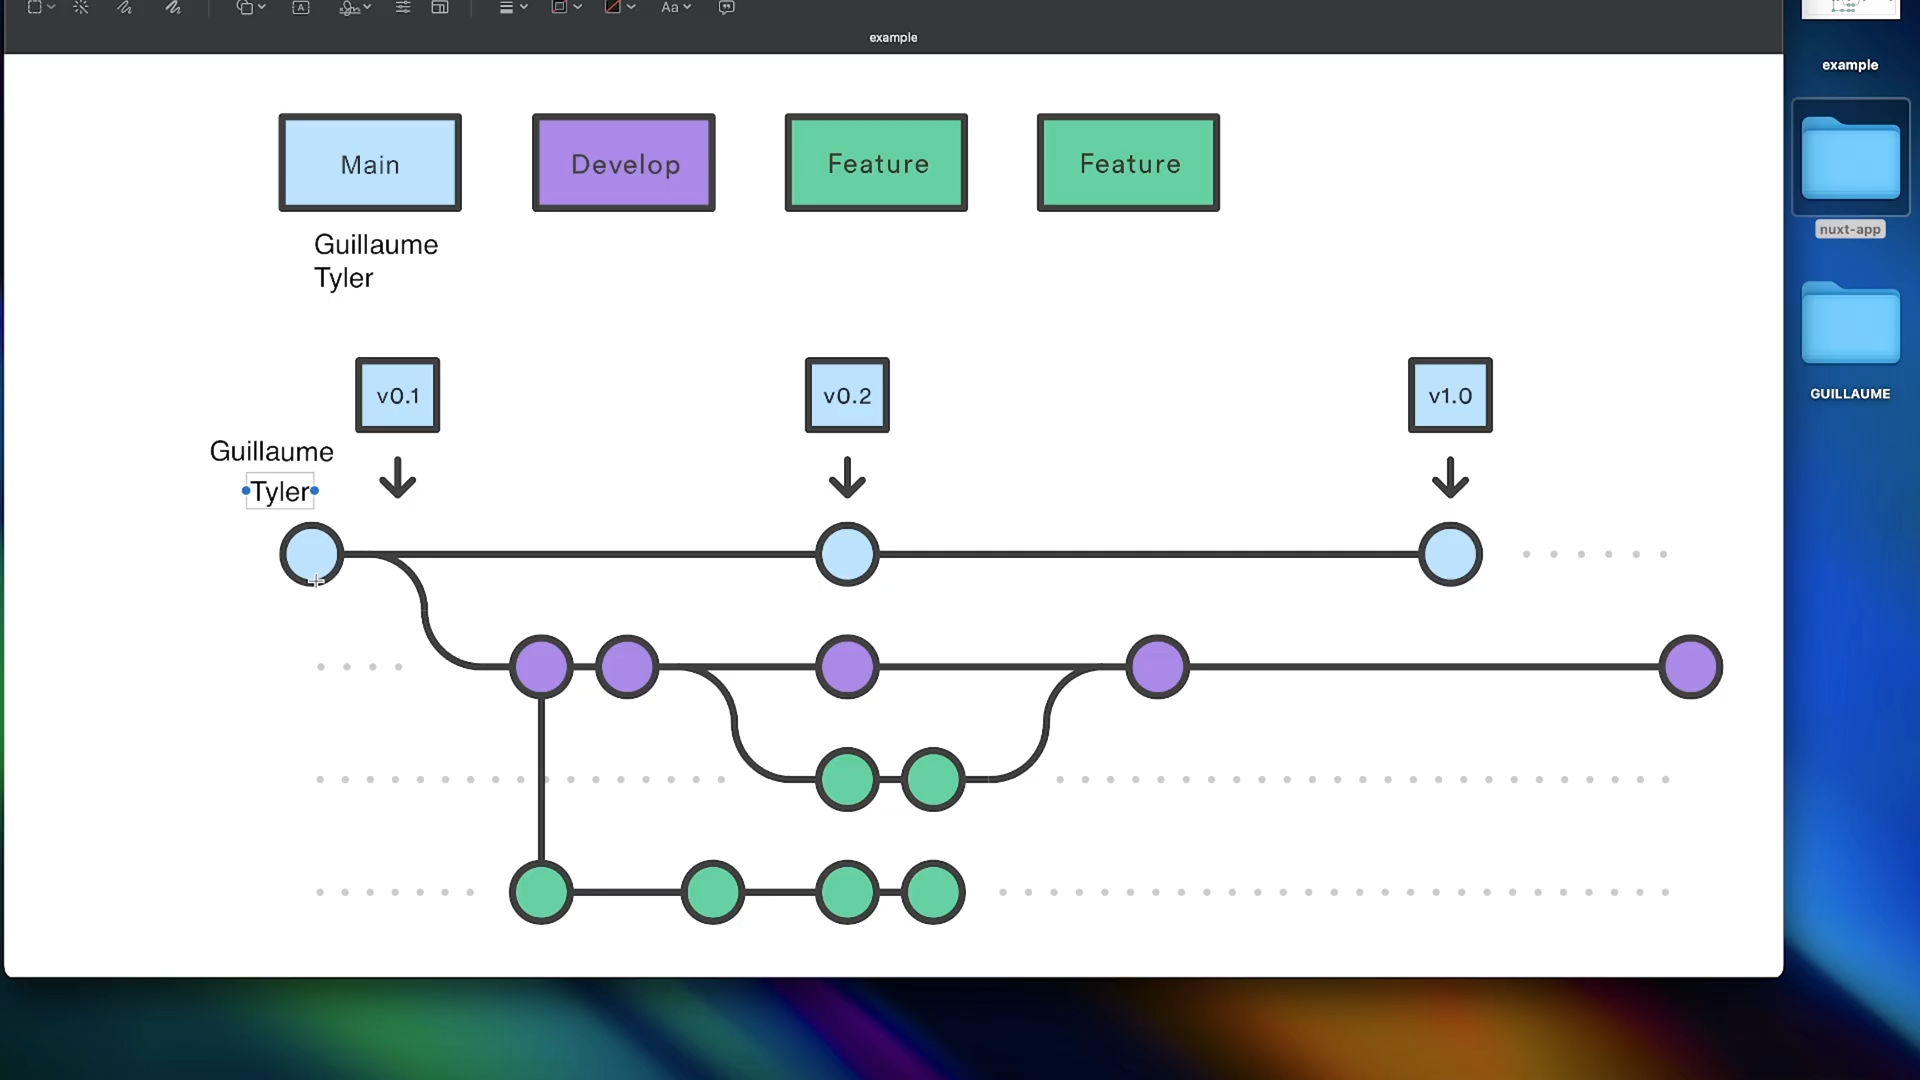 Aa
example
example
Main
Develop
Feature
Feature
nuxt-app
Guillaume
Tyler
v0.1
v0.2
v1.0
GUILLAUME
Guillaume
Tyler